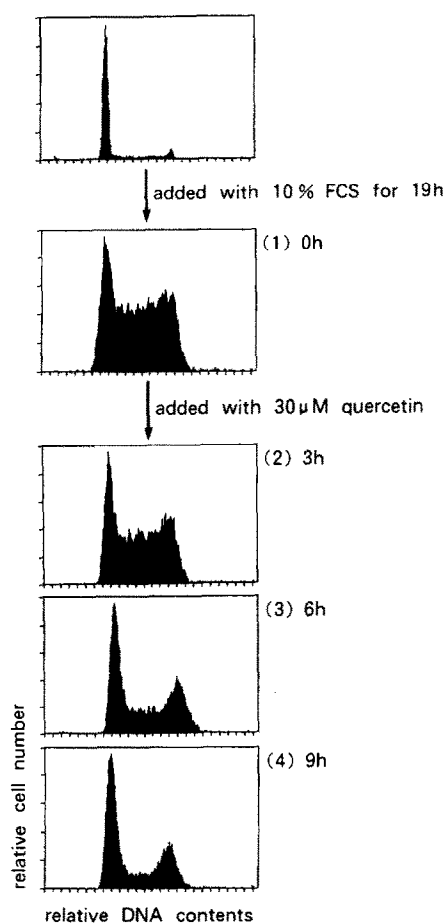 added with 10% FCS for 19h
(1) 0h
added with 30μM quercetin
(2) 3h
(3) 6h
(4) 9h
relative cell number
relative DNA contents